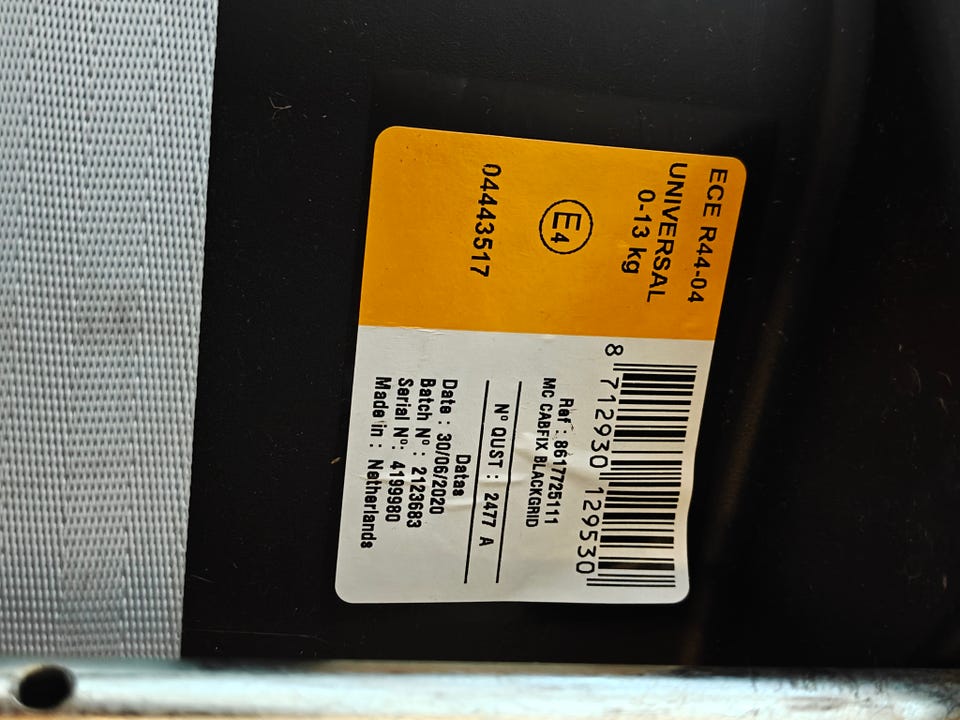 ECE R44-04
UNIVERSAL
0-13 kg
E4
04443517
8 712930 129530
Ref : 8617725111
MC CABFIX BLACKGRID
N° QUST : 2477 A
Datas
Date : 30/06/2020
Batch N° : 2123683
Serial N° : 4199980
Made in : Netherlands